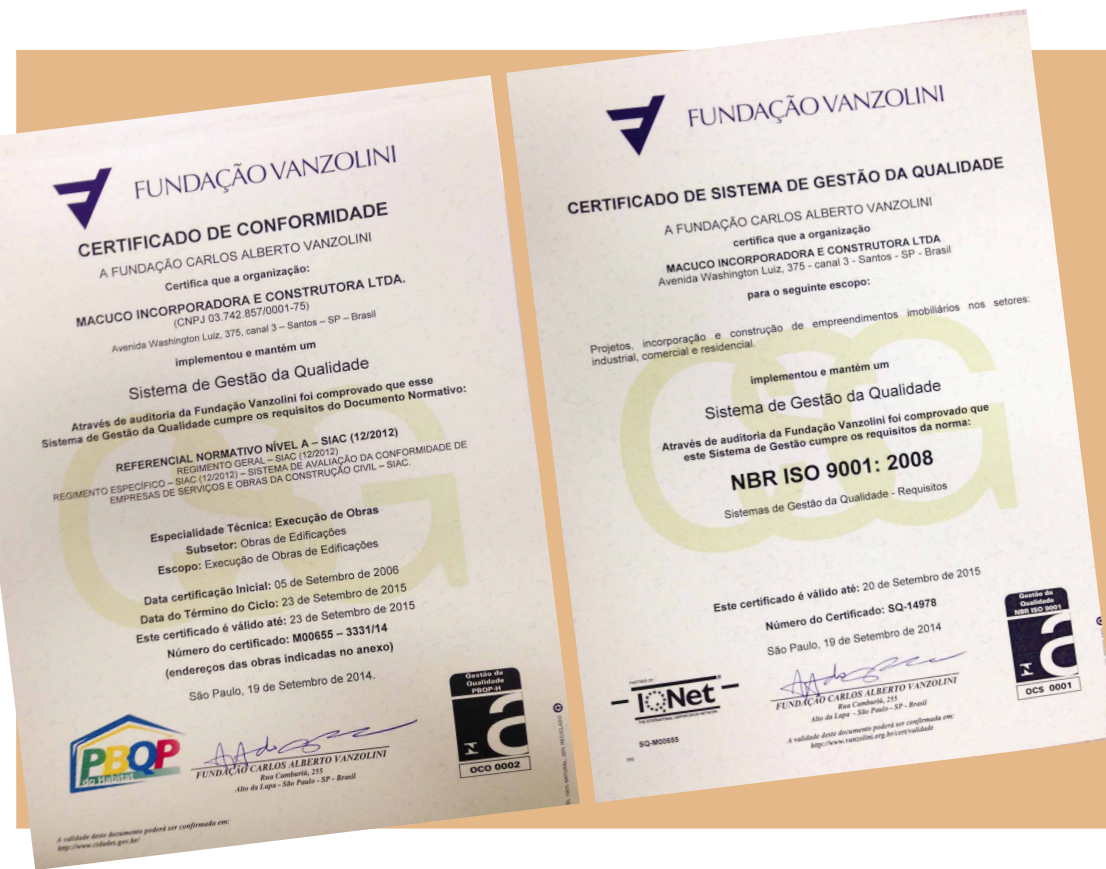 FUNDAÇÃO VANZOLINI
CERTIFICADO DE CONFORMIDADE
A FUNDAÇÃO CARLOS ALBERTO VANZOLINI
Certifica que a organização:
MACUCO INCORPORADORA E CONSTRUTORA LTDA.
(CNPJ 03.742.857/0001-75)
Avenida Washington Luiz, 375, canal 3 – Santos – SP – Brasil
implementou e mantém um
Sistema de Gestão da Qualidade
Através de auditoria da Fundação Vanzolini foi comprovado que esse
Sistema de Gestão da Qualidade cumpre os requisitos do Documento Normativo:
REFERENCIAL NORMATIVO NÍVEL A – SIAC (12/2012)
REGIMENTO GERAL – SIAC (12/2012)
REGIMENTO ESPECÍFICO – SIAC (12/2012) – SISTEMA DE AVALIAÇÃO DA CONFORMIDADE DE
EMPRESAS DE SERVIÇOS E OBRAS DA CONSTRUÇÃO CIVIL – SIAC.
Especialidade Técnica: Execução de Obras
Subsetor: Obras de Edificações
Escopo: Execução de Obras de Edificações
Data certificação Inicial: 05 de Setembro de 2006
Data do Término do Ciclo: 23 de Setembro de 2015
Este certificado é válido até: 23 de Setembro de 2015
Número do certificado: M00655 – 3331/14
(endereços das obras indicadas no anexo)
São Paulo, 19 de Setembro de 2014.
PBQP
do Habitat
FUNDAÇÃO CARLOS ALBERTO VANZOLINI
Rua Camburiú, 255
Alto da Lapa - São Paulo - SP - Brasil
Gestão da
Qualidade
PBQP-H
OCO 0002
A validade deste documento poderá ser confirmada em:
http://www.cidades.gov.br/
FUNDAÇÃO VANZOLINI
CERTIFICADO DE SISTEMA DE GESTÃO DA QUALIDADE
A FUNDAÇÃO CARLOS ALBERTO VANZOLINI
certifica que a organização
MACUCO INCORPORADORA E CONSTRUTORA LTDA
Avenida Washington Luiz, 375 - canal 3 - Santos - SP - Brasil
para o seguinte escopo:
Projetos, incorporação e construção de empreendimentos imobiliários nos setores:
industrial, comercial e residencial.
implementou e mantém um
Sistema de Gestão da Qualidade
Através de auditoria da Fundação Vanzolini foi comprovado que
este Sistema de Gestão cumpre os requisitos da norma:
NBR ISO 9001: 2008
Sistemas de Gestão da Qualidade - Requisitos
Este certificado é válido até: 20 de Setembro de 2015
Número do Certificado: SQ-14978
São Paulo, 19 de Setembro de 2014
PARTNER OF
IQNet
THE INTERNATIONAL CERTIFICATION NETWORK
SQ-M00655
FUNDAÇÃO CARLOS ALBERTO VANZOLINI
Rua Camburiú, 255
Alto da Lapa - São Paulo - SP - Brasil
A validade deste documento poderá ser confirmada em:
http://www.vanzolini.org.br/cert/validade
Gestão da
Qualidade
NBR ISO 9001
OCS 0001